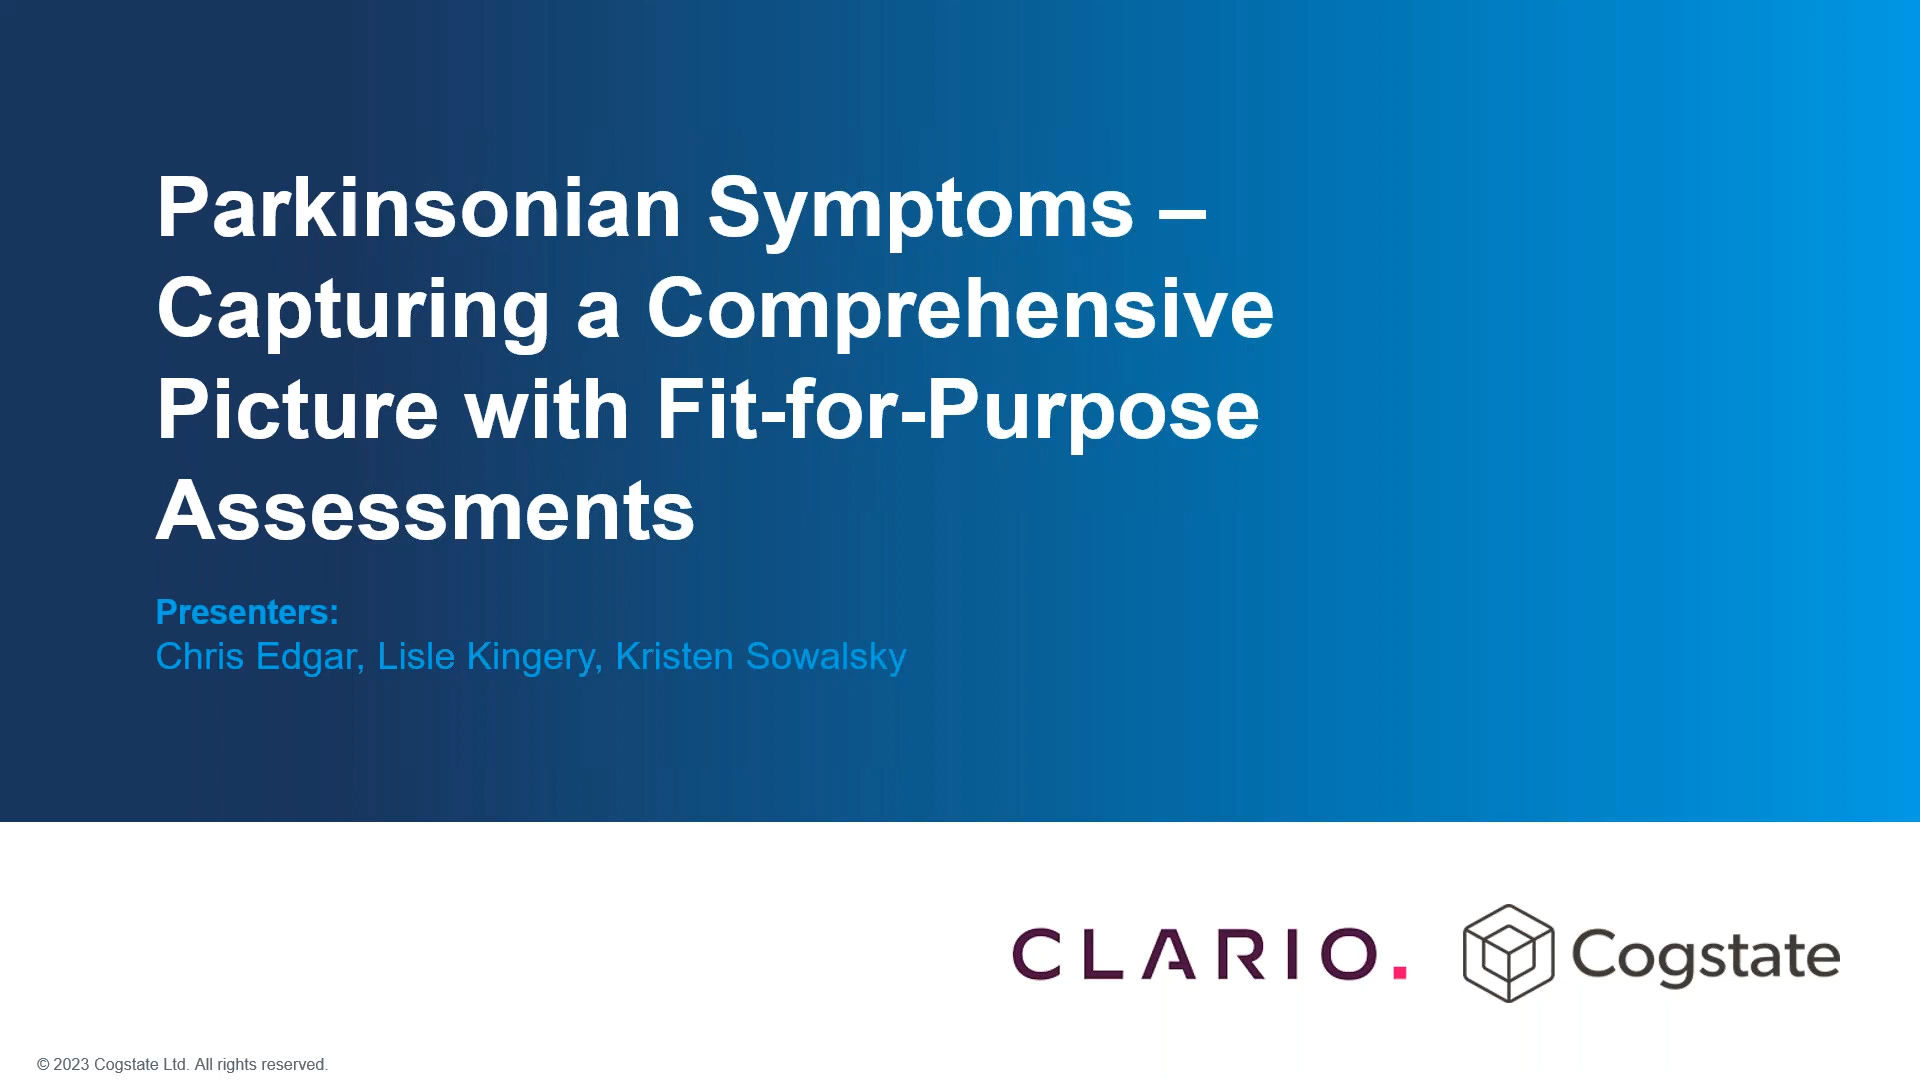 Parkinsonian Symptoms –
Capturing a Comprehensive
Picture with Fit-for-Purpose
Assessments
Presenters:
Chris Edgar, Lisle Kingery, Kristen Sowalsky
CLARIO.
Cogstate
© 2023 Cogstate Ltd. All rights reserved.